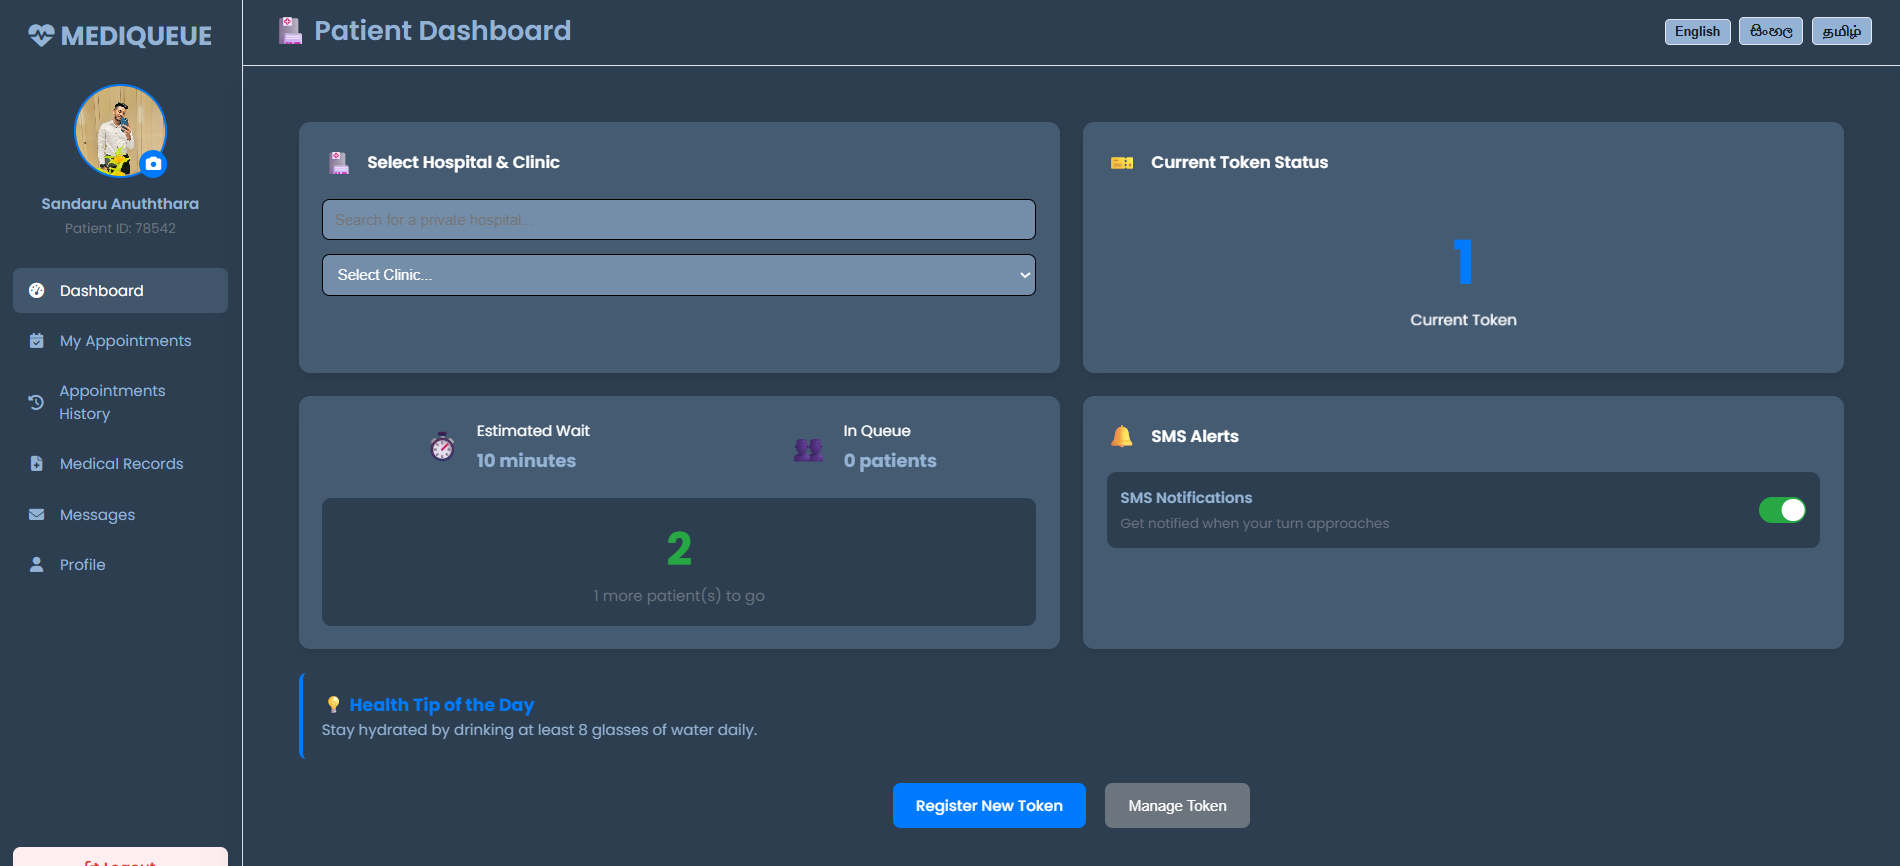 MEDIQUEUE
Sandaru Anuththara
Patient ID: 78542
Dashboard
My Appointments
Appointments
History
Medical Records
Messages
Profile
Logout
Patient Dashboard
English
සිංහල
தமிழ்
Select Hospital & Clinic
Search for a private hospital...
Select Clinic...
Current Token Status
1
Current Token
Estimated Wait
10 minutes
In Queue
0 patients
2
1 more patient(s) to go
SMS Alerts
SMS Notifications
Get notified when your turn approaches
Health Tip of the Day
Stay hydrated by drinking at least 8 glasses of water daily.
Register New Token
Manage Token